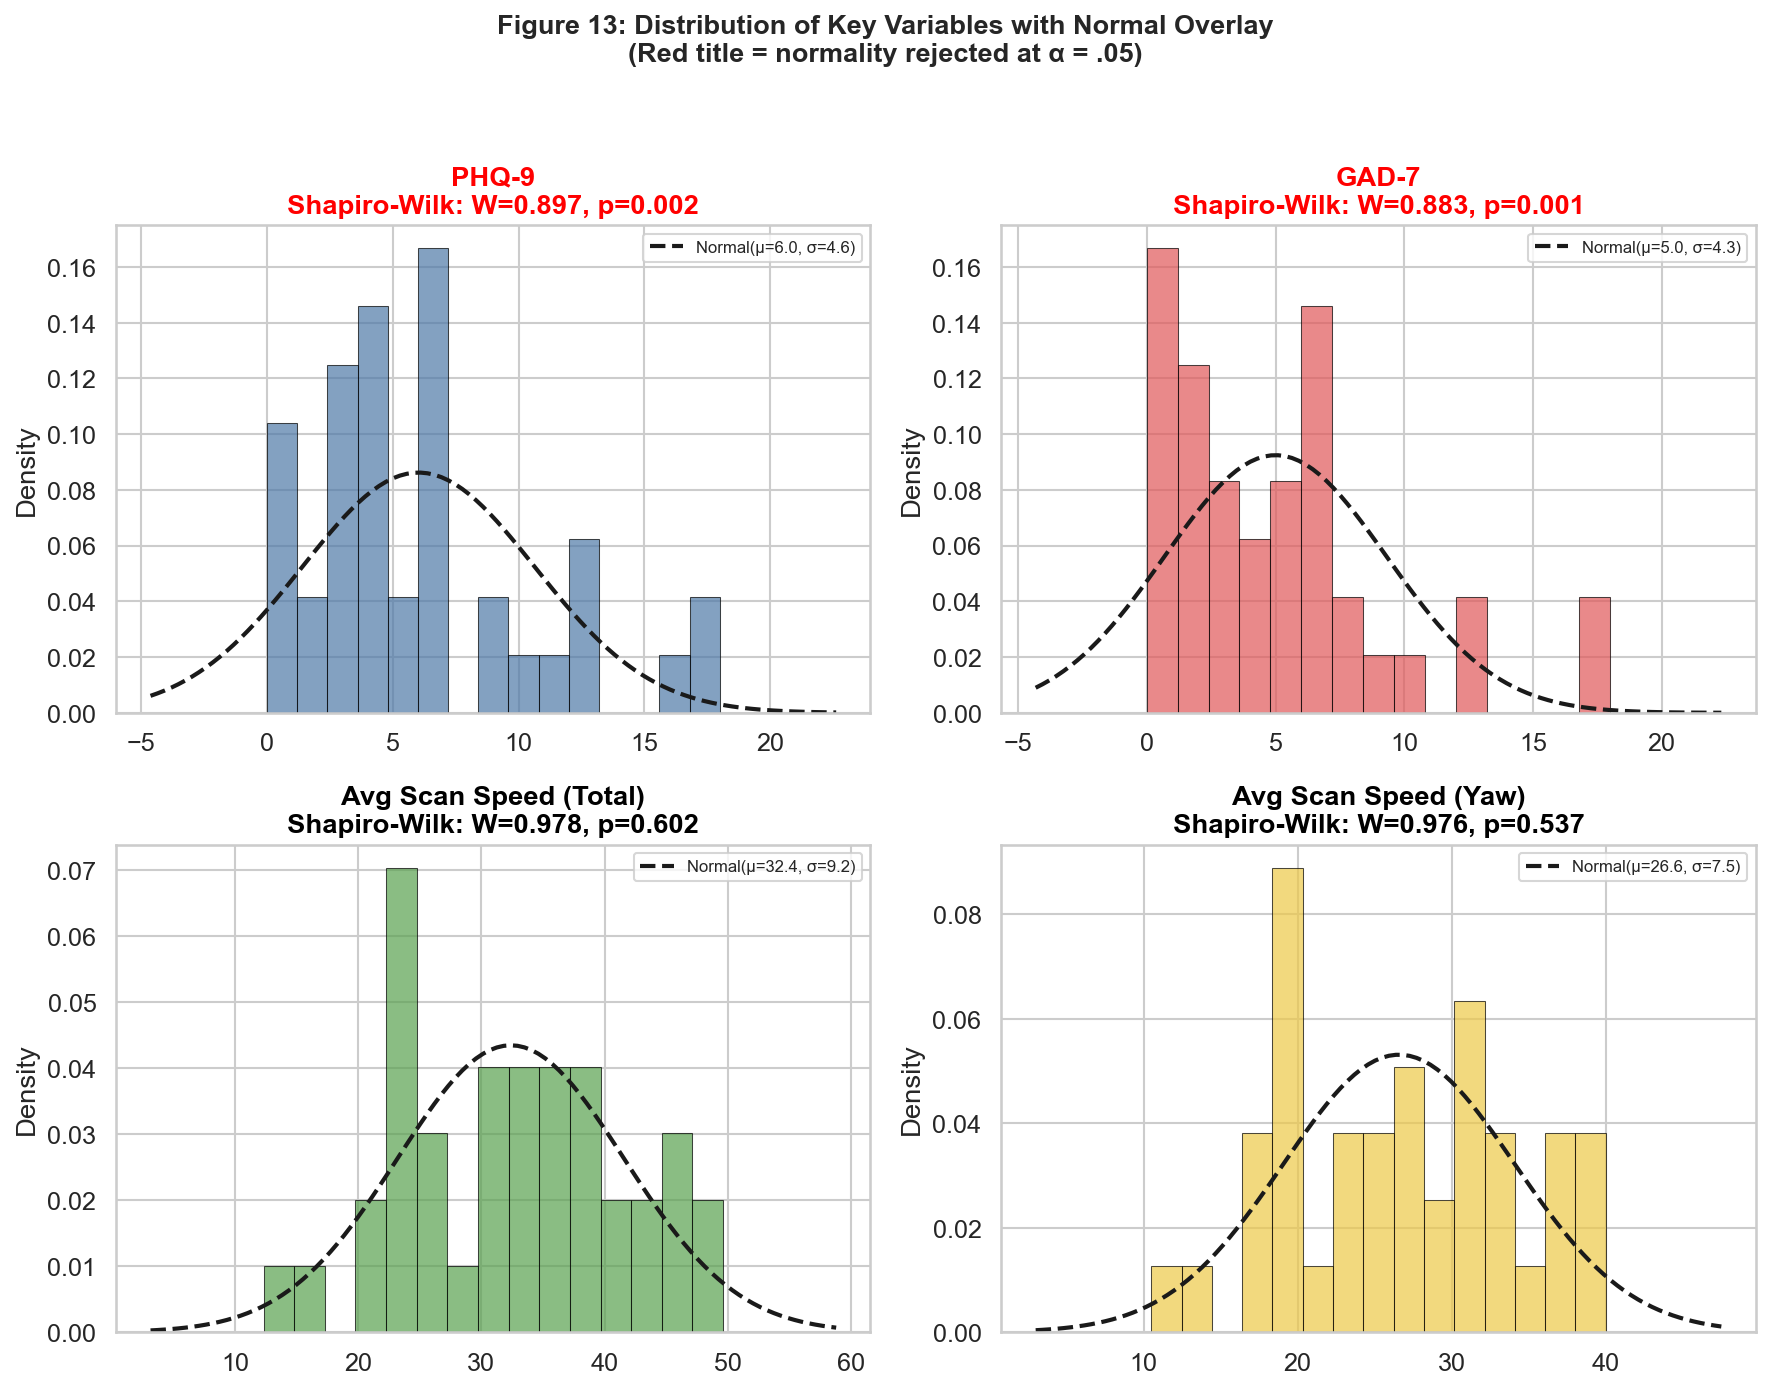 Figure 13: Distribution of Key Variables with Normal Overlay
(Red title = normality rejected at α = .05)
PHQ-9
Shapiro-Wilk: W=0.897, p=0.002
Normal(μ=6.0, σ=4.6)
Density
0.16
0.14
0.12
0.10
0.08
0.06
0.04
0.02
0.00
−5 0 5 10 15 20
GAD-7
Shapiro-Wilk: W=0.883, p=0.001
Normal(μ=5.0, σ=4.3)
Density
0.16
0.14
0.12
0.10
0.08
0.06
0.04
0.02
0.00
−5 0 5 10 15 20
Avg Scan Speed (Total)
Shapiro-Wilk: W=0.978, p=0.602
Normal(μ=32.4, σ=9.2)
Density
0.07
0.06
0.05
0.04
0.03
0.02
0.01
0.00
10 20 30 40 50 60
Avg Scan Speed (Yaw)
Shapiro-Wilk: W=0.976, p=0.537
Normal(μ=26.6, σ=7.5)
Density
0.08
0.06
0.04
0.02
0.00
10 20 30 40